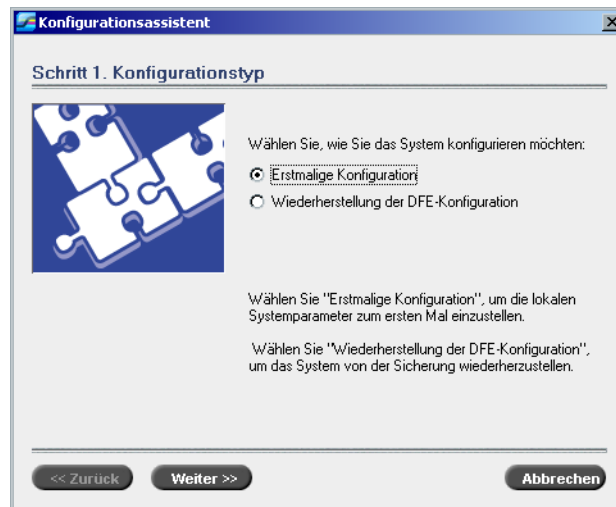 Konfigurationsassistent
Schritt 1. Konfigurationstyp
Wählen Sie, wie Sie das System konfigurieren möchten:
Erstmalige Konfiguration
Wiederherstellung der DFE-Konfiguration
Wählen Sie "Erstmalige Konfiguration", um die lokalen
Systemparameter zum ersten Mal einzustellen.
Wählen Sie "Wiederherstellung der DFE-Konfiguration",
um das System von der Sicherung wiederherzustellen.
<< Zurück
Weiter >>
Abbrechen